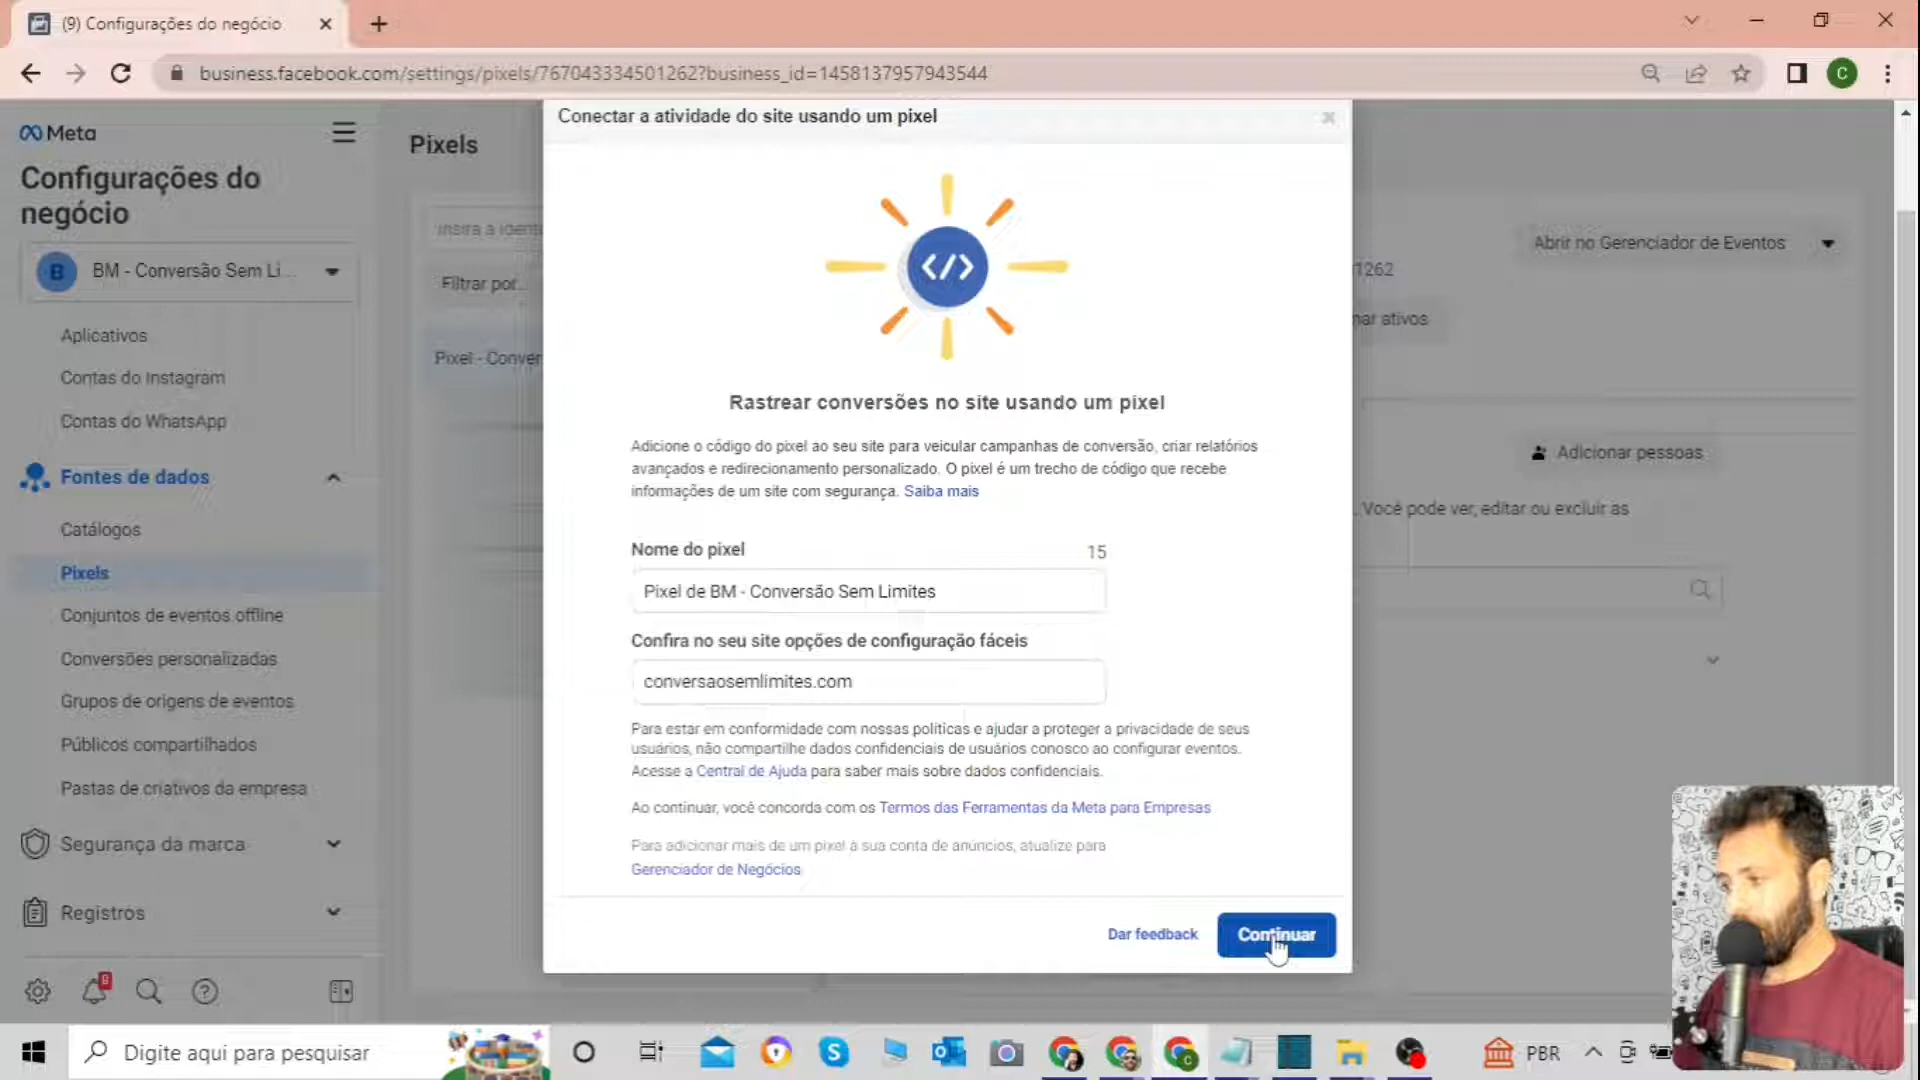 (9) Configurações do negócio
business.facebook.com/settings/pixels/767043334501262?business_id=1458137957943544
C
Meta
Configurações do
negócio
B
BM - Conversão Sem Li...
Aplicativos
Contas do Instagram
Contas do WhatsApp
Fontes de dados
Catálogos
Pixels
Conjuntos de eventos offline
Conversões personalizadas
Grupos de origens de eventos
Públicos compartilhados
Pastas de criativos da empresa
Segurança da marca
Registros
Pixels
Insira a ident
Filtrar por...
Pixel - Conver
Conectar a atividade do site usando um pixel
</>
Rastrear conversões no site usando um pixel
Adicione o código do pixel ao seu site para veicular campanhas de conversão, criar relatórios
avançados e redirecionamento personalizado. O pixel é um trecho de código que recebe
informações de um site com segurança. Saiba mais
Nome do pixel 15
Pixel de BM - Conversão Sem Limites
Confira no seu site opções de configuração fáceis
conversaosemlimites.com
Para estar em conformidade com nossas políticas e ajudar a proteger a privacidade de seus
usuários, não compartilhe dados confidenciais de usuários conosco ao configurar eventos.
Acesse a Central de Ajuda para saber mais sobre dados confidenciais.
Ao continuar, você concorda com os Termos das Ferramentas da Meta para Empresas
Para adicionar mais de um pixel à sua conta de anúncios, atualize para
Gerenciador de Negócios
Dar feedback
Continuar
Abrir no Gerenciador de Eventos
1262
nar ativos
Adicionar pessoas
. Você pode ver, editar ou excluir as
Digite aqui para pesquisar
PBR